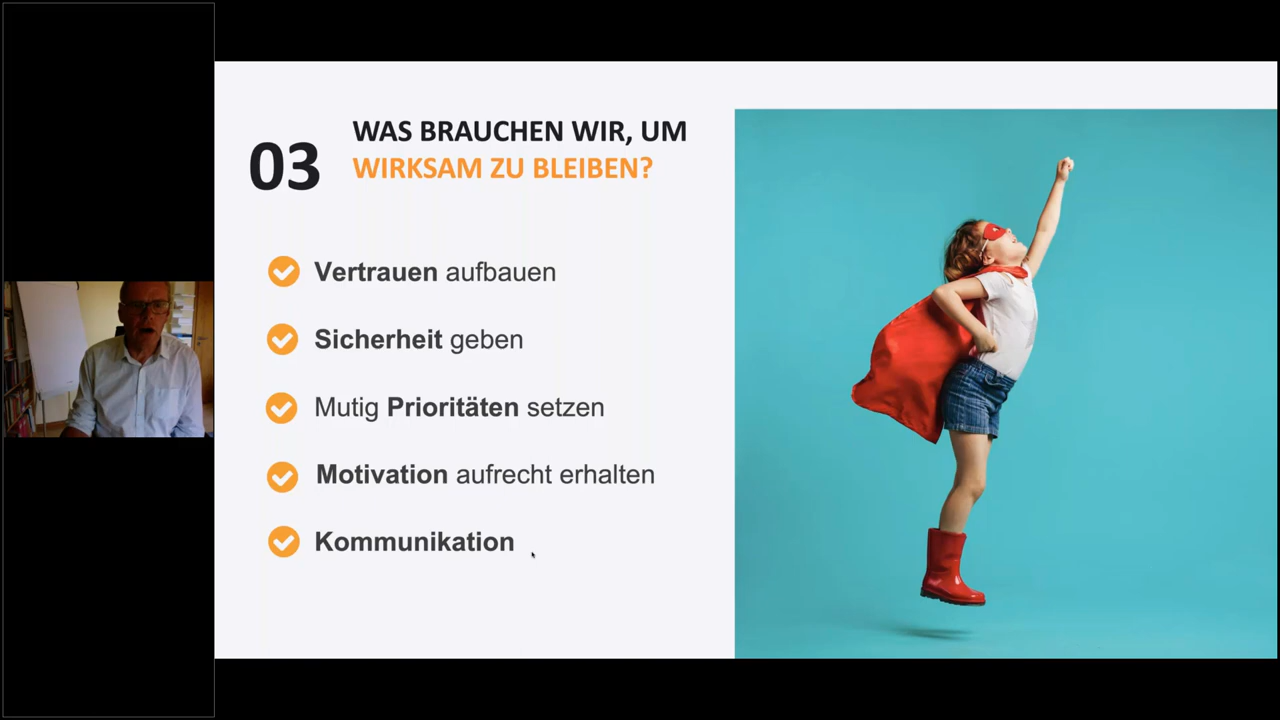 03
WAS BRAUCHEN WIR, UM
WIRKSAM ZU BLEIBEN?
Vertrauen aufbauen
Sicherheit geben
Mutig Prioritäten setzen
Motivation aufrecht erhalten
Kommunikation